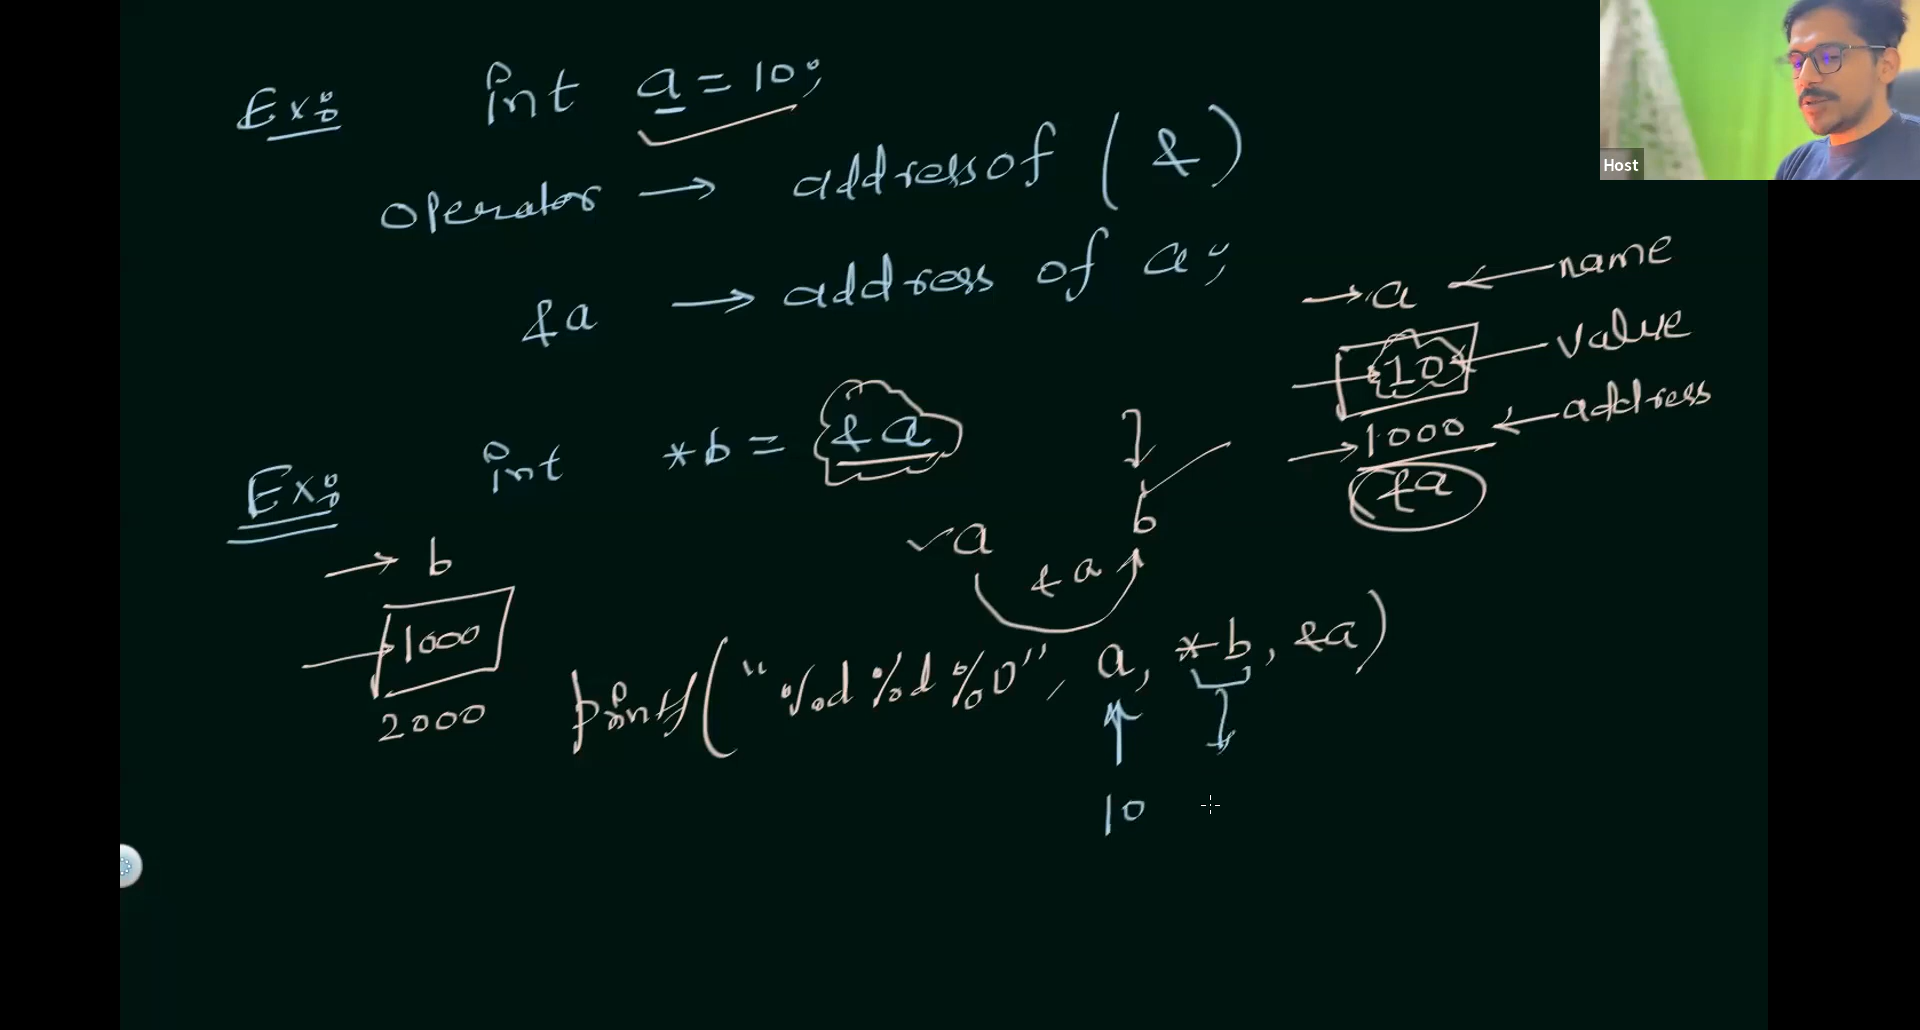 Ex:
int a = 10;
operator → addressof ( & )
&a → address of a;
→ a ← name
→ 10 ← value
→ 1000 ← address
&a
Ex:
int *b = &a
b
a
&a
→ b
→ 1000
2000
printf("%d %d %D", a, *b, &a)
10
Host